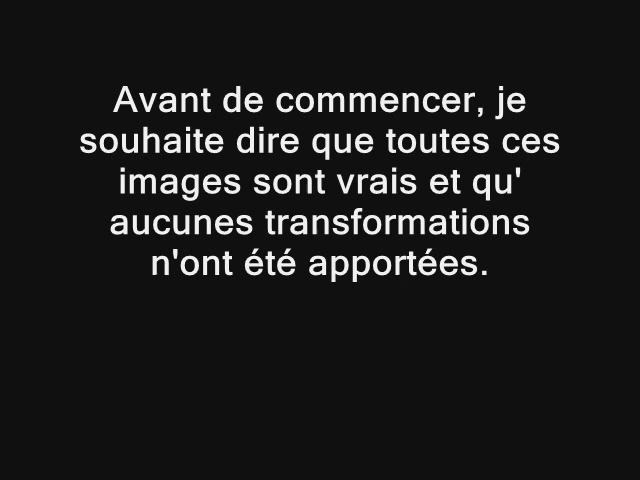 Avant de commencer, je
souhaite dire que toutes ces
images sont vrais et qu'
aucunes transformations
n'ont été apportées.